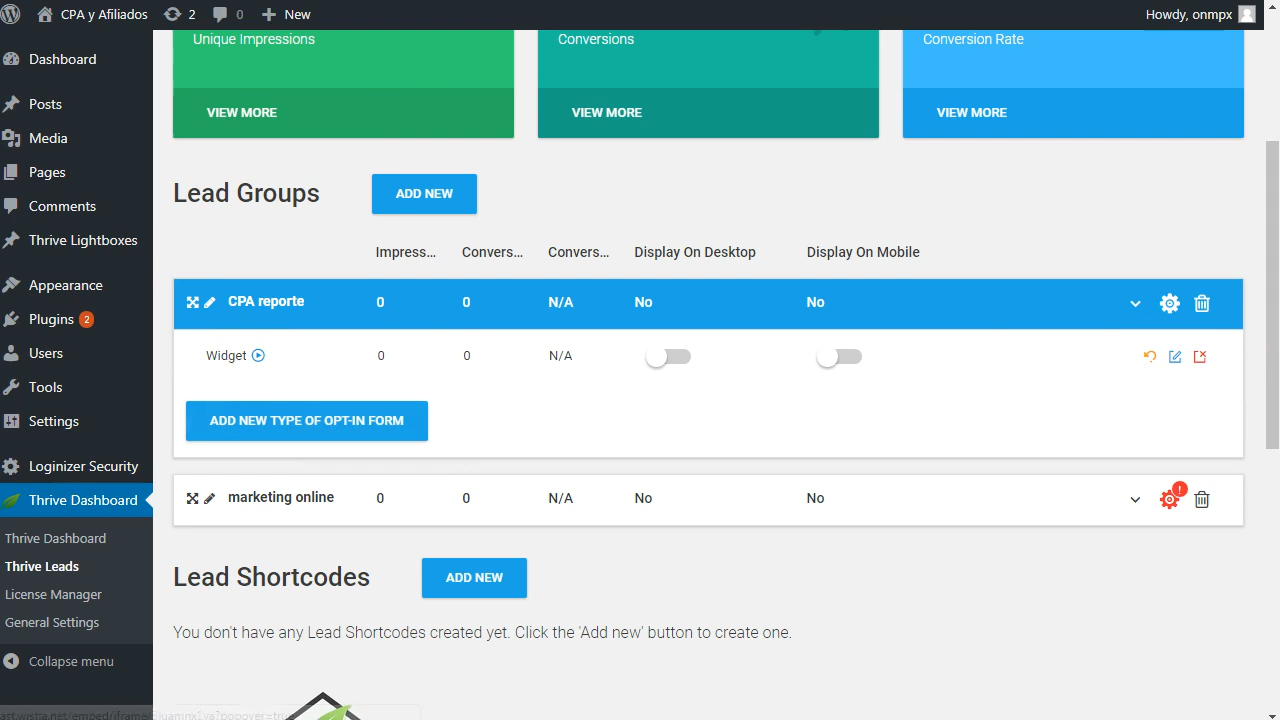 CPA y Afiliados 2 0 New Howdy, onmpx
Dashboard
Posts
Media
Pages
Comments
Thrive Lightboxes
Appearance
Plugins 2
Users
Tools
Settings
Loginizer Security
Thrive Dashboard
Thrive Dashboard
Thrive Leads
License Manager
General Settings
Collapse menu
Unique Impressions Conversions Conversion Rate
VIEW MORE VIEW MORE VIEW MORE
Lead Groups ADD NEW
Impress... Convers... Convers... Display On Desktop Display On Mobile
CPA reporte 0 0 N/A No No
Widget 0 0 N/A
ADD NEW TYPE OF OPT-IN FORM
marketing online 0 0 N/A No No !
Lead Shortcodes ADD NEW
You don't have any Lead Shortcodes created yet. Click the 'Add new' button to create one.